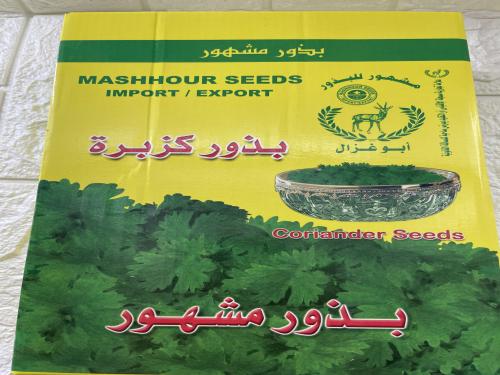 بذور مشهور
MASHHOUR SEEDS
IMPORT / EXPORT
مشهور للبذور
أبو غزال
بذور كزبرة
Coriander Seeds
بذور مشهور